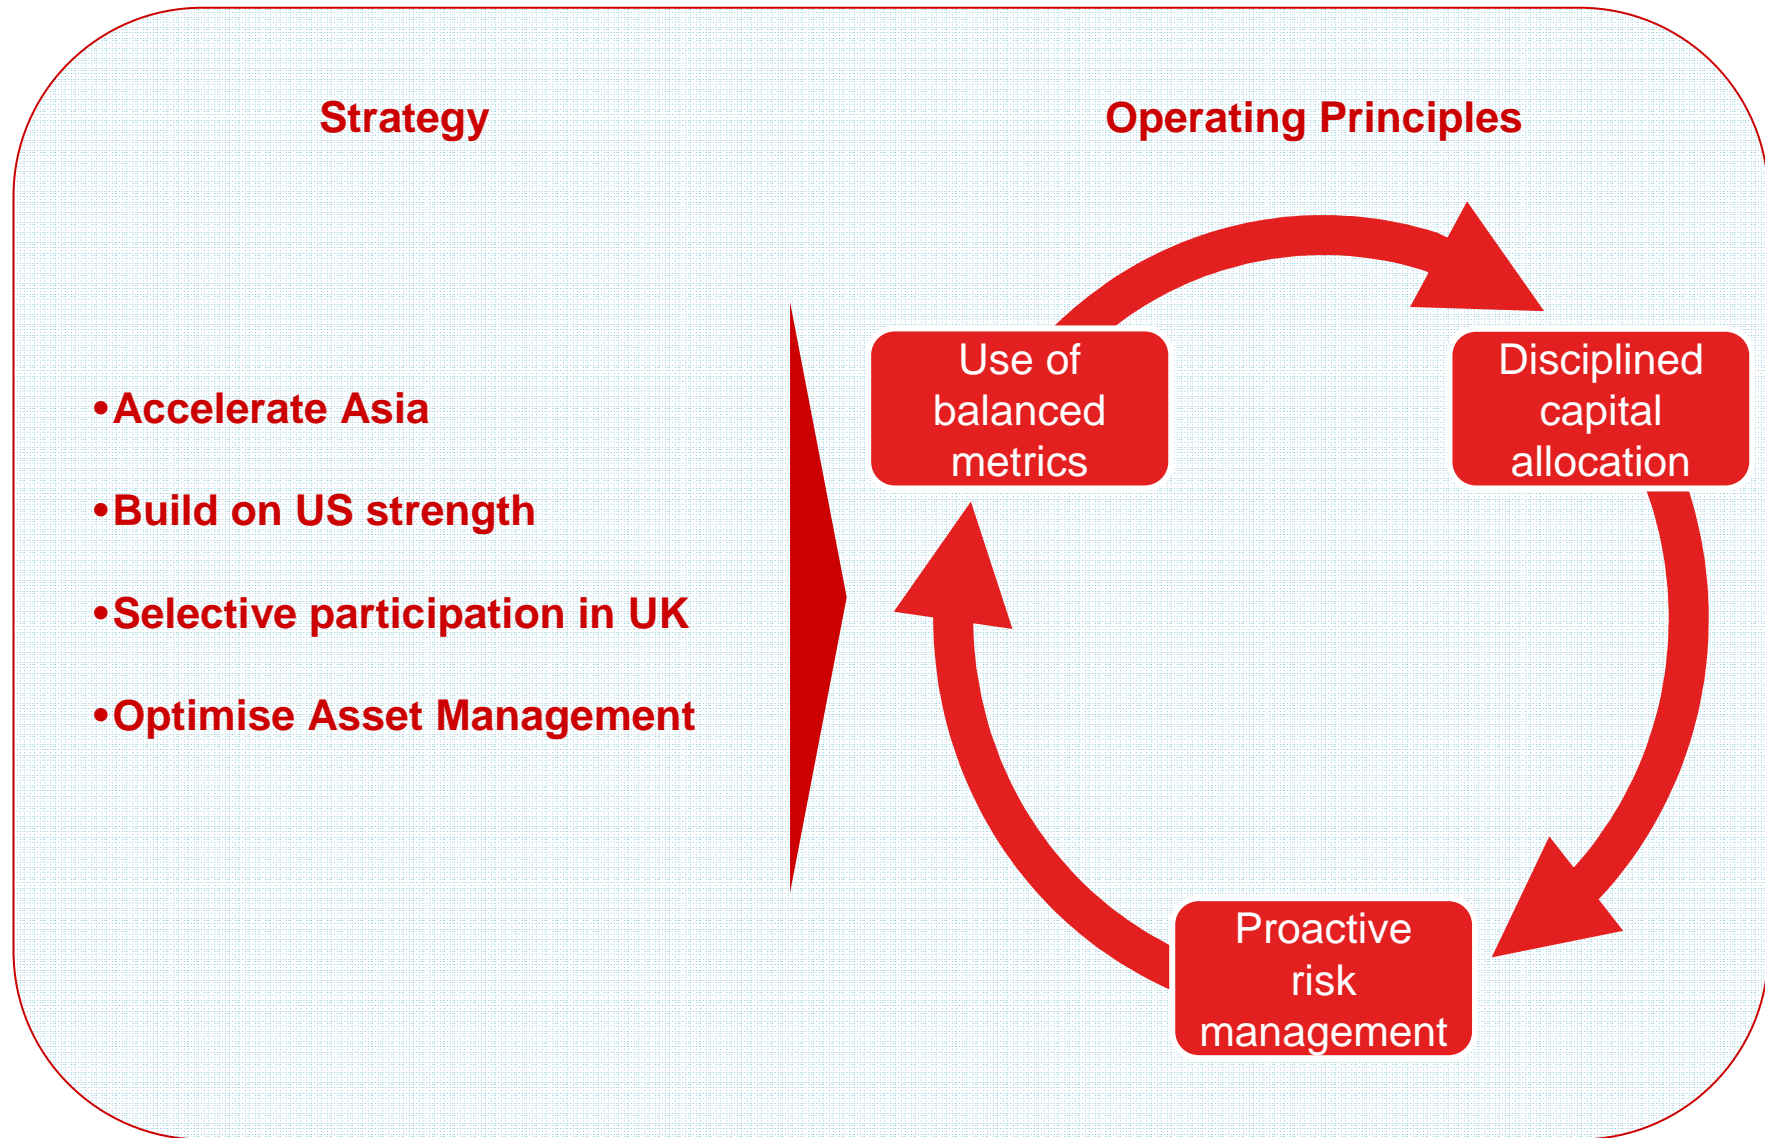 Strategy
Operating Principles
•Accelerate Asia
•Build on US strength
•Selective participation in UK
•Optimise Asset Management
Use of
balanced
metrics
Disciplined
capital
allocation
Proactive
risk
management